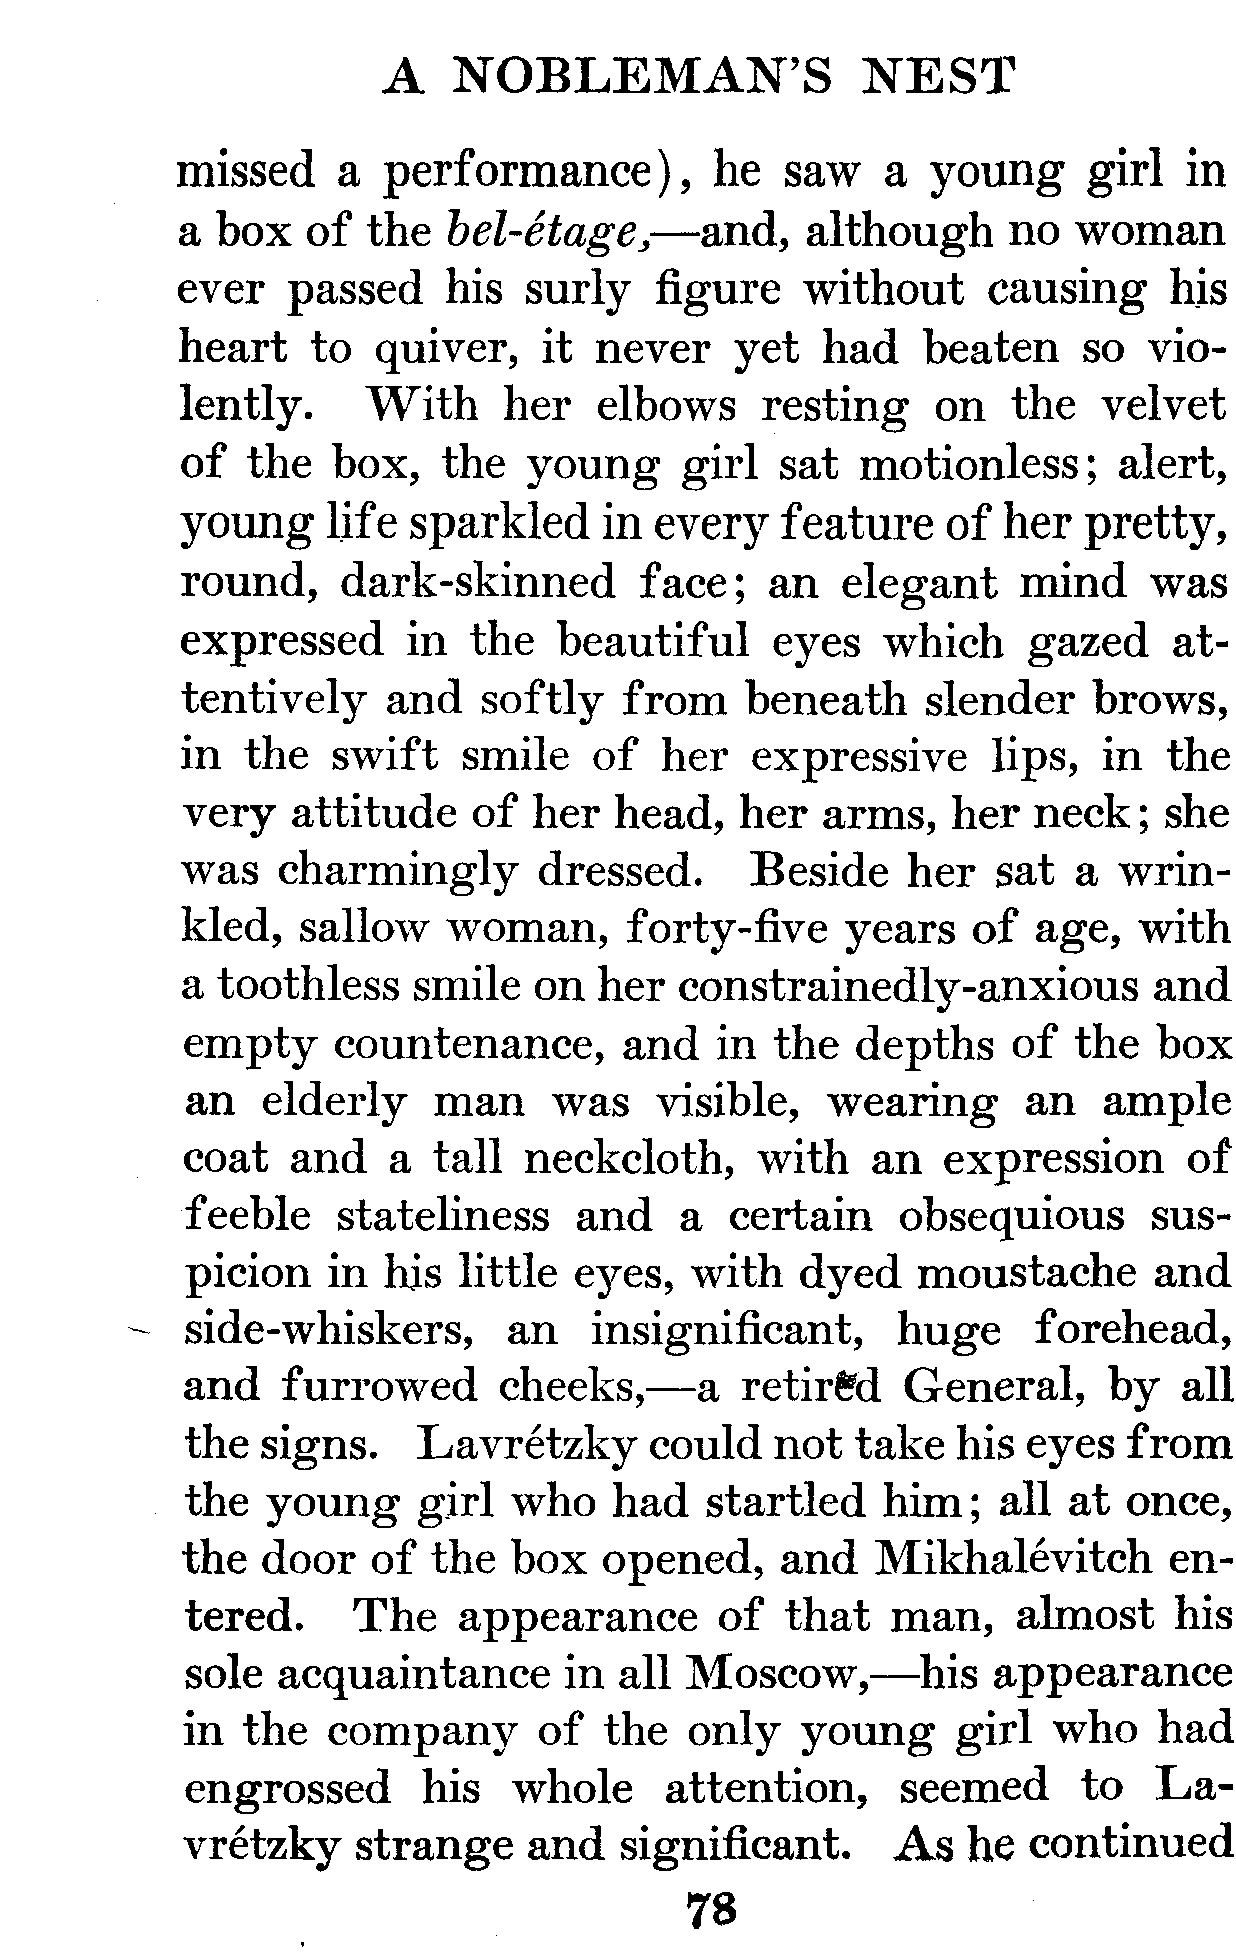 A NOBLEMAN'S NEST
missed a performance), he saw a young girl in
a box of the bel-étage,—and, although no woman
ever passed his surly figure without causing his
heart to quiver, it never yet had beaten so vio-
lently. With her elbows resting on the velvet
of the box, the young girl sat motionless; alert,
young life sparkled in every feature of her pretty,
round, dark-skinned face; an elegant mind was
expressed in the beautiful eyes which gazed at-
tentively and softly from beneath slender brows,
in the swift smile of her expressive lips, in the
very attitude of her head, her arms, her neck; she
was charmingly dressed. Beside her sat a wrin-
kled, sallow woman, forty-five years of age, with
a toothless smile on her constrainedly-anxious and
empty countenance, and in the depths of the box
an elderly man was visible, wearing an ample
coat and a tall neckcloth, with an expression of
feeble stateliness and a certain obsequious sus-
picion in his little eyes, with dyed moustache and
side-whiskers, an insignificant, huge forehead,
and furrowed cheeks,—a retired General, by all
the signs. Lavrétzky could not take his eyes from
the young girl who had startled him; all at once,
the door of the box opened, and Mikhalévitch en-
tered. The appearance of that man, almost his
sole acquaintance in all Moscow,—his appearance
in the company of the only young girl who had
engrossed his whole attention, seemed to La-
vrétzky strange and significant. As he continued
78